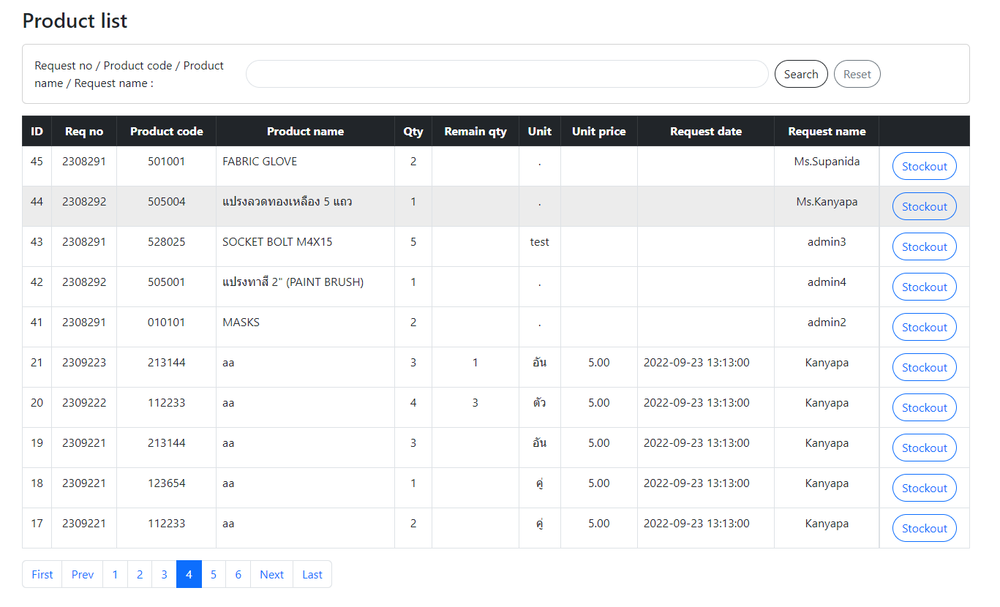 Product list
Request no / Product code / Product
name / Request name :
Search Reset
ID Req no Product code Product name Qty Remain qty Unit Unit price Request date Request name
45 2308291 501001 FABRIC GLOVE 2 . Ms.Supanida Stockout
44 2308292 505004 แปรงลวดทองเหลือง 5 แถว 1 . Ms.Kanyapa Stockout
43 2308291 528025 SOCKET BOLT M4X15 5 test admin3 Stockout
42 2308292 505001 แปรงทาสี 2" (PAINT BRUSH) 1 . admin4 Stockout
41 2308291 010101 MASKS 2 . admin2 Stockout
21 2309223 213144 aa 3 1 อัน 5.00 2022-09-23 13:13:00 Kanyapa Stockout
20 2309222 112233 aa 4 3 ตัว 5.00 2022-09-23 13:13:00 Kanyapa Stockout
19 2309221 213144 aa 3 อัน 5.00 2022-09-23 13:13:00 Kanyapa Stockout
18 2309221 123654 aa 1 คู่ 5.00 2022-09-23 13:13:00 Kanyapa Stockout
17 2309221 112233 aa 2 คู่ 5.00 2022-09-23 13:13:00 Kanyapa Stockout
First Prev 1 2 3 4 5 6 Next Last